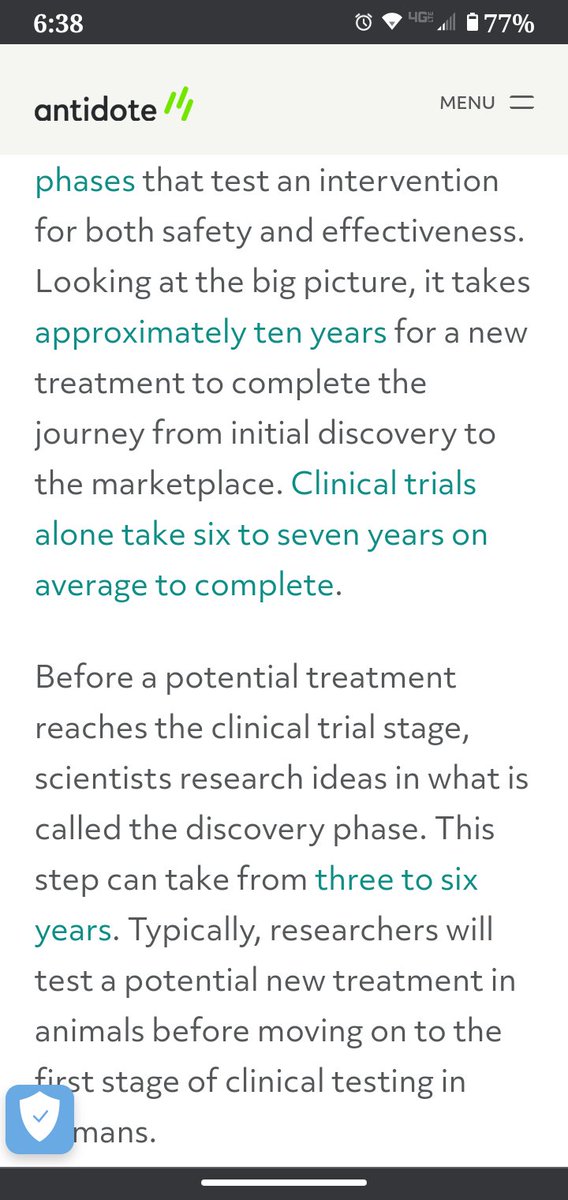 6:38
4G
77%
antidote
MENU
phases that test an intervention
for both safety and effectiveness.
Looking at the big picture, it takes
approximately ten years for a new
treatment to complete the
journey from initial discovery to
the marketplace. Clinical trials
alone take six to seven years on
average to complete.
Before a potential treatment
reaches the clinical trial stage,
scientists research ideas in what is
called the discovery phase. This
step can take from three to six
years. Typically, researchers will
test a potential new treatment in
animals before moving on to the
first stage of clinical testing in
mans.